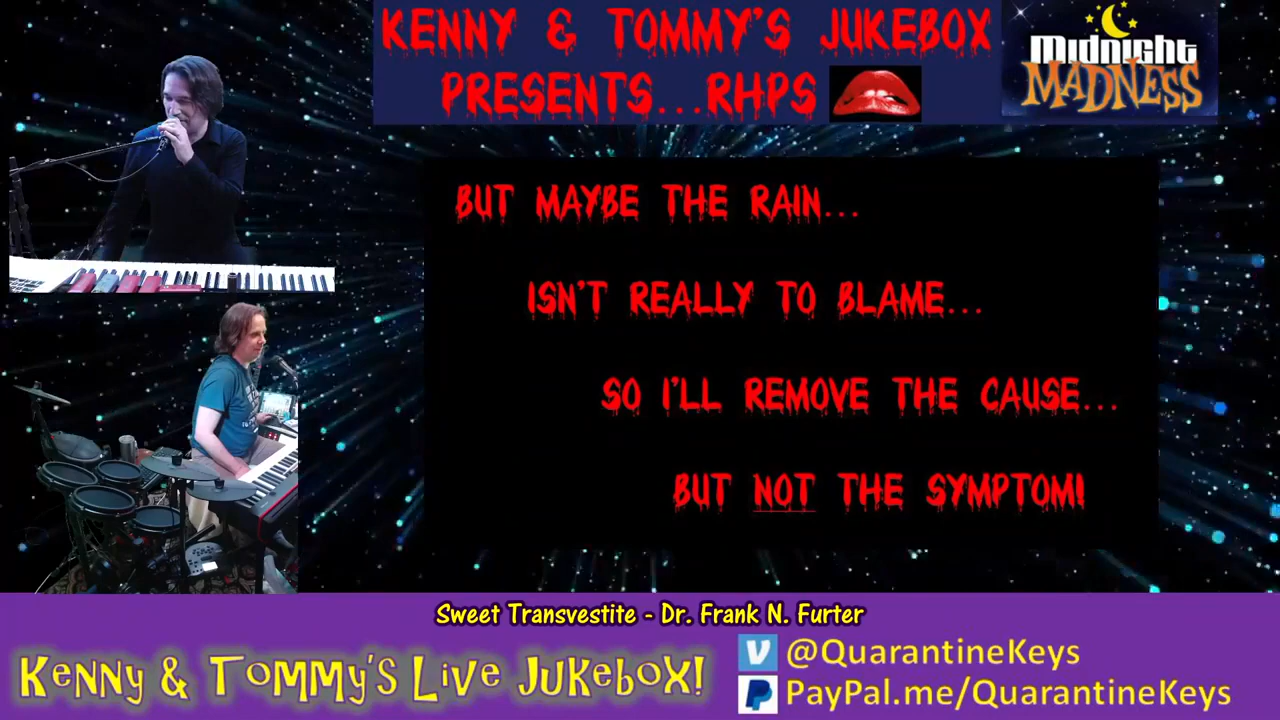 KENNY & TOMMY'S JUKEBOX
PRESENTS...RHPS
Midnight
MADNESS
BUT MAYBE THE RAIN...
ISN'T REALLY TO BLAME...
SO I'LL REMOVE THE CAUSE...
BUT NOT THE SYMPTOM!
Sweet Transvestite - Dr. Frank N. Furter
Kenny & Tommy's Live Jukebox!
@QuarantineKeys
PayPal.me/QuarantineKeys